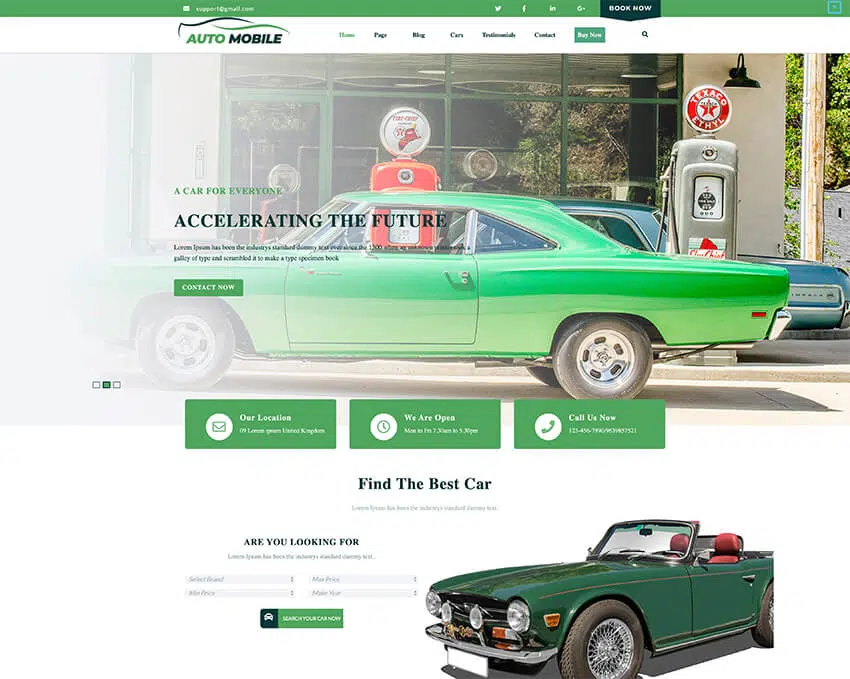 support@gmail.com
BOOK NOW
AUTO MOBILE
Home Page Blog Cars Testimonials Contact Buy Now
TEXACO
ETHYL
FIRE-CHIEF
A CAR FOR EVERYONE
ACCELERATING THE FUTURE
Lorem Ipsum has been the industrys standard dummy text ever since the 1500 when an unknown printer took a
galley of type and scrambled it to make a type specimen book
CONTACT NOW
Sky Chief
Our Location
09 Lorem ipsum United Kingdom
We Are Open
Mon to Fri 7.30am to 5.30pm
Call Us Now
Find The Best Car
Lorem Ipsum has been the industrys standard dummy text.
ARE YOU LOOKING FOR
Lorem Ipsum has been the industrys standard dummy text..
Select Brand Max Price
Min Price Make Year
SEARCH YOUR CAR NOW